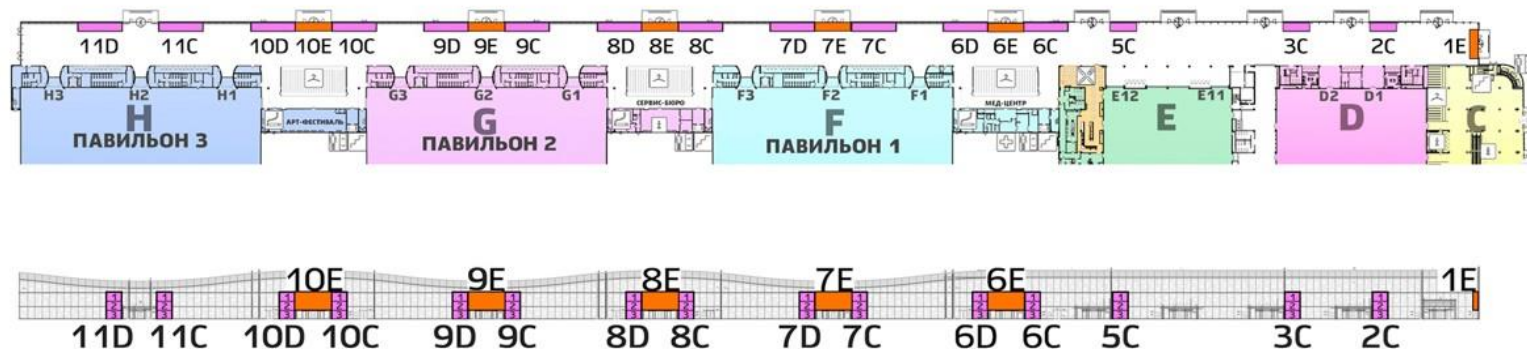 11D 11C 10D 10E 10C 9D 9E 9C 8D 8E 8C 7D 7E 7C 6D 6E 6C 5C 3C 2C 1E
H3 H2 H1 G3 G2 G1 СЕРВИС-БЮРО F3 F2 F1 МЕД-ЦЕНТР E12 E11 D2 D1
H АРТ-ФЕСТИВАЛЬ G F E D C
ПАВИЛЬОН 3 ПАВИЛЬОН 2 ПАВИЛЬОН 1
10E 9E 8E 7E 6E 1E
11D 11C 10D 10C 9D 9C 8D 8C 7D 7C 6D 6C 5C 3C 2C